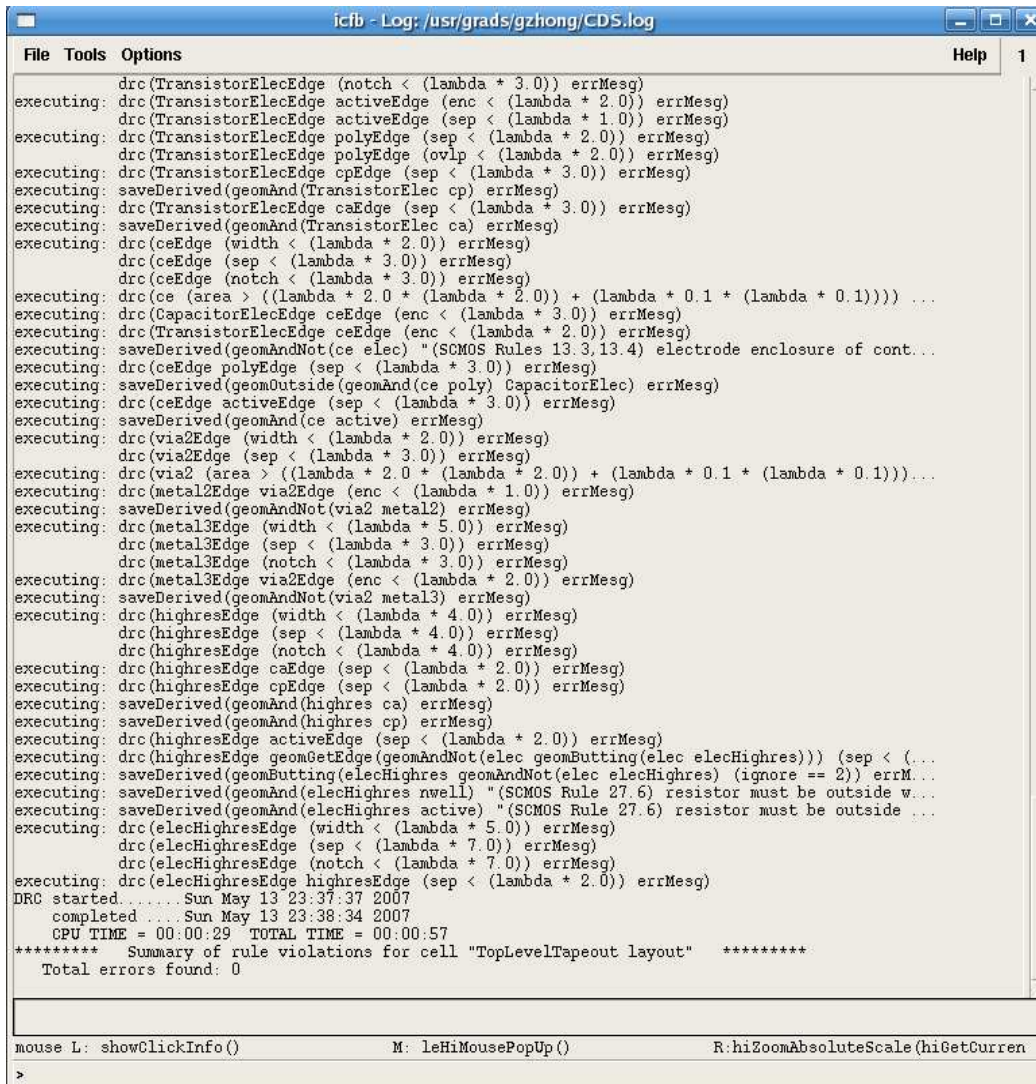 icfb - Log: /usr/grads/gzhong/CDS.log
File Tools Options Help 1
drc(TransistorElecEdge (notch < (lambda * 3.0)) errMesg)
executing: drc(TransistorElecEdge activeEdge (enc < (lambda * 2.0)) errMesg)
drc(TransistorElecEdge activeEdge (sep < (lambda * 1.0)) errMesg)
executing: drc(TransistorElecEdge polyEdge (sep < (lambda * 2.0)) errMesg)
drc(TransistorElecEdge polyEdge (ovlp < (lambda * 2.0)) errMesg)
executing: drc(TransistorElecEdge cpEdge (sep < (lambda * 3.0)) errMesg)
executing: saveDerived(geomAnd(TransistorElec cp) errMesg)
executing: drc(TransistorElecEdge caEdge (sep < (lambda * 3.0)) errMesg)
executing: saveDerived(geomAnd(TransistorElec ca) errMesg)
executing: drc(ceEdge (width < (lambda * 2.0)) errMesg)
drc(ceEdge (sep < (lambda * 3.0)) errMesg)
drc(ceEdge (notch < (lambda * 3.0)) errMesg)
executing: drc(ce (area > ((lambda * 2.0 * (lambda * 2.0)) + (lambda * 0.1 * (lambda * 0.1)))) ...
executing: drc(CapacitorElecEdge ceEdge (enc < (lambda * 3.0)) errMesg)
executing: drc(TransistorElecEdge ceEdge (enc < (lambda * 2.0)) errMesg)
executing: saveDerived(geomAndNot(ce elec) "(SCMOS Rules 13.3,13.4) electrode enclosure of cont...
executing: drc(ceEdge polyEdge (sep < (lambda * 3.0)) errMesg)
executing: saveDerived(geomOutside(geomAnd(ce poly) CapacitorElec) errMesg)
executing: drc(ceEdge activeEdge (sep < (lambda * 3.0)) errMesg)
executing: saveDerived(geomAnd(ce active) errMesg)
executing: drc(via2Edge (width < (lambda * 2.0)) errMesg)
drc(via2Edge (sep < (lambda * 3.0)) errMesg)
executing: drc(via2 (area > ((lambda * 2.0 * (lambda * 2.0)) + (lambda * 0.1 * (lambda * 0.1)))...
executing: drc(metal2Edge via2Edge (enc < (lambda * 1.0)) errMesg)
executing: saveDerived(geomAndNot(via2 metal2) errMesg)
executing: drc(metal3Edge (width < (lambda * 5.0)) errMesg)
drc(metal3Edge (sep < (lambda * 3.0)) errMesg)
drc(metal3Edge (notch < (lambda * 3.0)) errMesg)
executing: drc(metal3Edge via2Edge (enc < (lambda * 2.0)) errMesg)
executing: saveDerived(geomAndNot(via2 metal3) errMesg)
executing: drc(highresEdge (width < (lambda * 4.0)) errMesg)
drc(highresEdge (sep < (lambda * 4.0)) errMesg)
drc(highresEdge (notch < (lambda * 4.0)) errMesg)
executing: drc(highresEdge caEdge (sep < (lambda * 2.0)) errMesg)
executing: drc(highresEdge cpEdge (sep < (lambda * 2.0)) errMesg)
executing: saveDerived(geomAnd(highres ca) errMesg)
executing: saveDerived(geomAnd(highres cp) errMesg)
executing: drc(highresEdge activeEdge (sep < (lambda * 2.0)) errMesg)
executing: drc(highresEdge geomGetEdge(geomAndNot(elec geomButting(elec elecHighres))) (sep < (...
executing: saveDerived(geomButting(elecHighres geomAndNot(elec elecHighres) (ignore == 2)) errM...
executing: saveDerived(geomAnd(elecHighres nwell) "(SCMOS Rule 27.6) resistor must be outside w...
executing: saveDerived(geomAnd(elecHighres active) "(SCMOS Rule 27.6) resistor must be outside ...
executing: drc(elecHighresEdge (width < (lambda * 5.0)) errMesg)
drc(elecHighresEdge (sep < (lambda * 7.0)) errMesg)
drc(elecHighresEdge (notch < (lambda * 7.0)) errMesg)
executing: drc(elecHighresEdge highresEdge (sep < (lambda * 2.0)) errMesg)
DRC started.......Sun May 13 23:37:37 2007
completed ....Sun May 13 23:38:34 2007
CPU TIME = 00:00:29 TOTAL TIME = 00:00:57
********* Summary of rule violations for cell "TopLevelTapeout layout" *********
Total errors found: 0
mouse L: showClickInfo() M: leHiMousePopUp() R:hiZoomAbsoluteScale(hiGetCurren
>